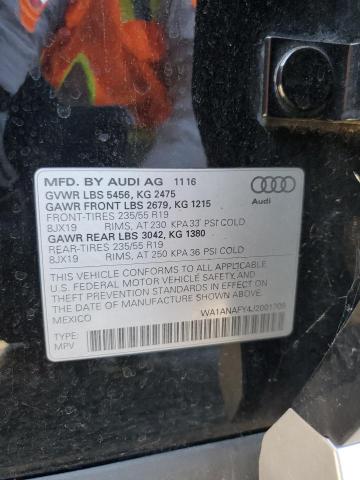 MFD. BY AUDI AG 11 16
GVWR LBS 5456, KG 2475
GAWR FRONT LBS 2679, KG 1215
FRONT-TIRES 235/55 R19
8JX19 RIMS, AT 230 KPA 33 PSI COLD
GAWR REAR LBS 3042, KG 1380
REAR-TIRES 235/55 R19
8JX19 RIMS, AT 250 KPA 36 PSI COLD
Audi
THIS VEHICLE CONFORMS TO ALL APPLICABLE
U.S. FEDERAL MOTOR VEHICLE SAFETY, BUMPER AND
THEFT PREVENTION STANDARDS IN EFFECT ON
THE DATE OF MANUFACTURE SHOWN ABOVE.
MEXICO
TYPE:
MPV